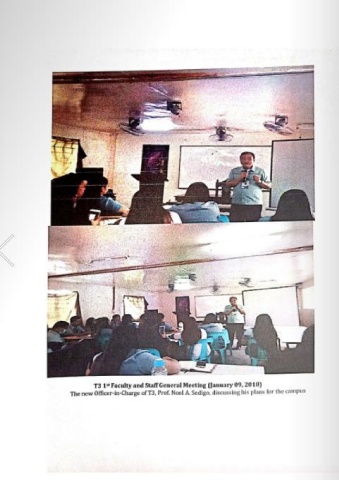 T3 1st Faculty and Staff General Meeting (January 09, 2018)
The new Officer-in-Charge of T3, Prof. Noel A. Sedigo, discussing his plans for the campus